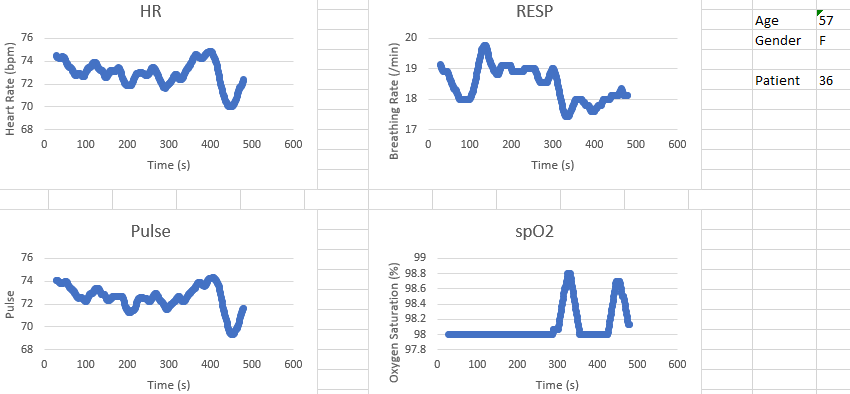 HR
Heart Rate (bpm)
76
74
72
70
68
0 100 200 300 400 500 600
Time (s)
RESP
Breathing Rate (/min)
20
19
18
17
0 100 200 300 400 500 600
Time (s)
Age 57
Gender F
Patient 36
Pulse
Pulse
76
74
72
70
68
0 100 200 300 400 500 600
Time (s)
spO2
Oxygen Saturation (%)
99
98.8
98.6
98.4
98.2
98
97.8
0 100 200 300 400 500 600
Time (s)